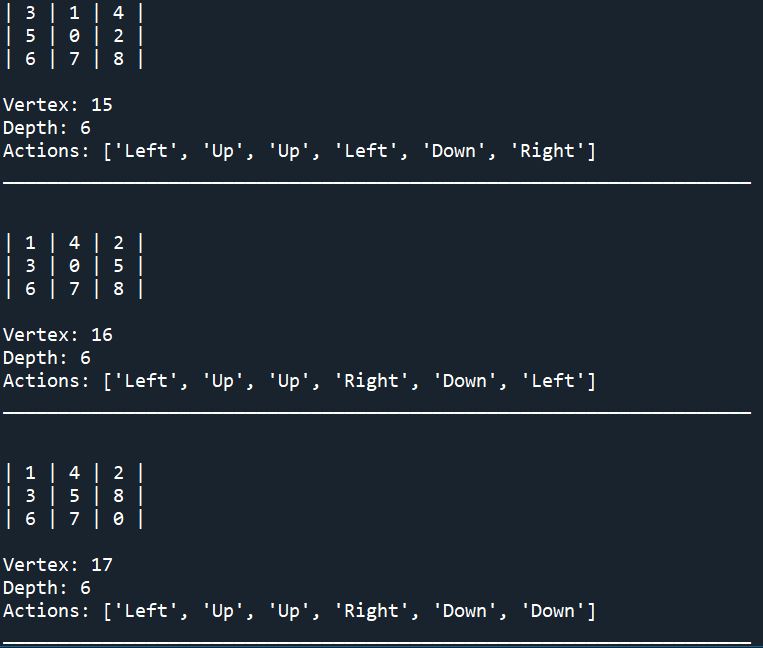 | 3 | 1 | 4 |
| 5 | 0 | 2 |
| 6 | 7 | 8 |
Vertex: 15
Depth: 6
Actions: ['Left', 'Up', 'Up', 'Left', 'Down', 'Right']
| 1 | 4 | 2 |
| 3 | 0 | 5 |
| 6 | 7 | 8 |
Vertex: 16
Depth: 6
Actions: ['Left', 'Up', 'Up', 'Right', 'Down', 'Left']
| 1 | 4 | 2 |
| 3 | 5 | 8 |
| 6 | 7 | 0 |
Vertex: 17
Depth: 6
Actions: ['Left', 'Up', 'Up', 'Right', 'Down', 'Down']